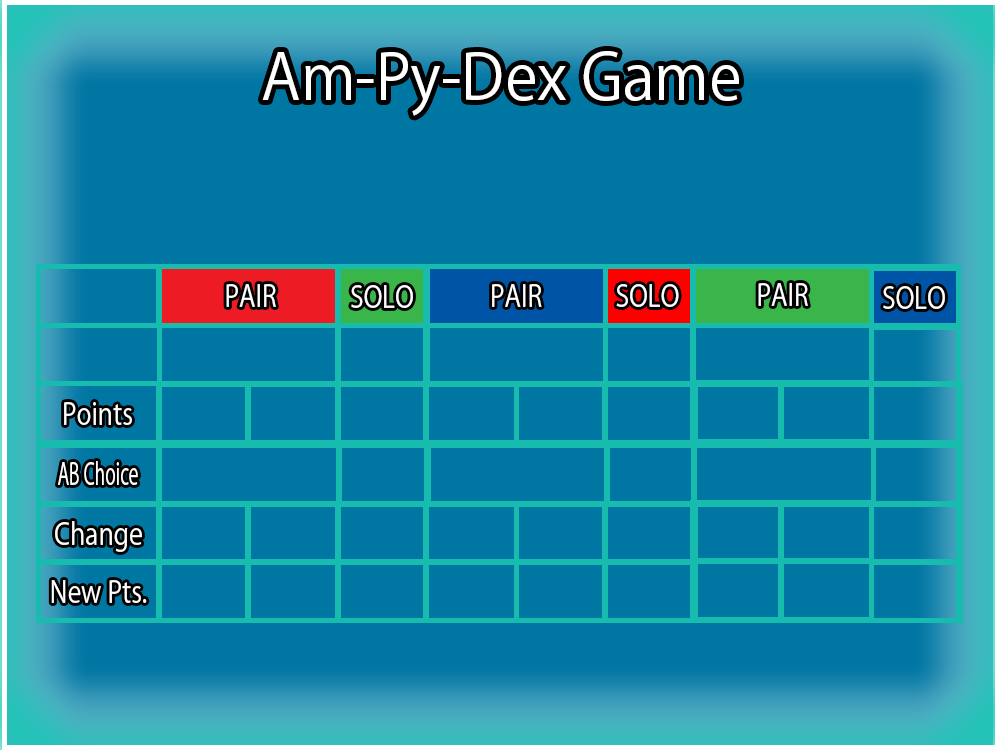 Am-Py-Dex Game
PAIR SOLO PAIR SOLO PAIR SOLO
Points
AB Choice
Change
New Pts.